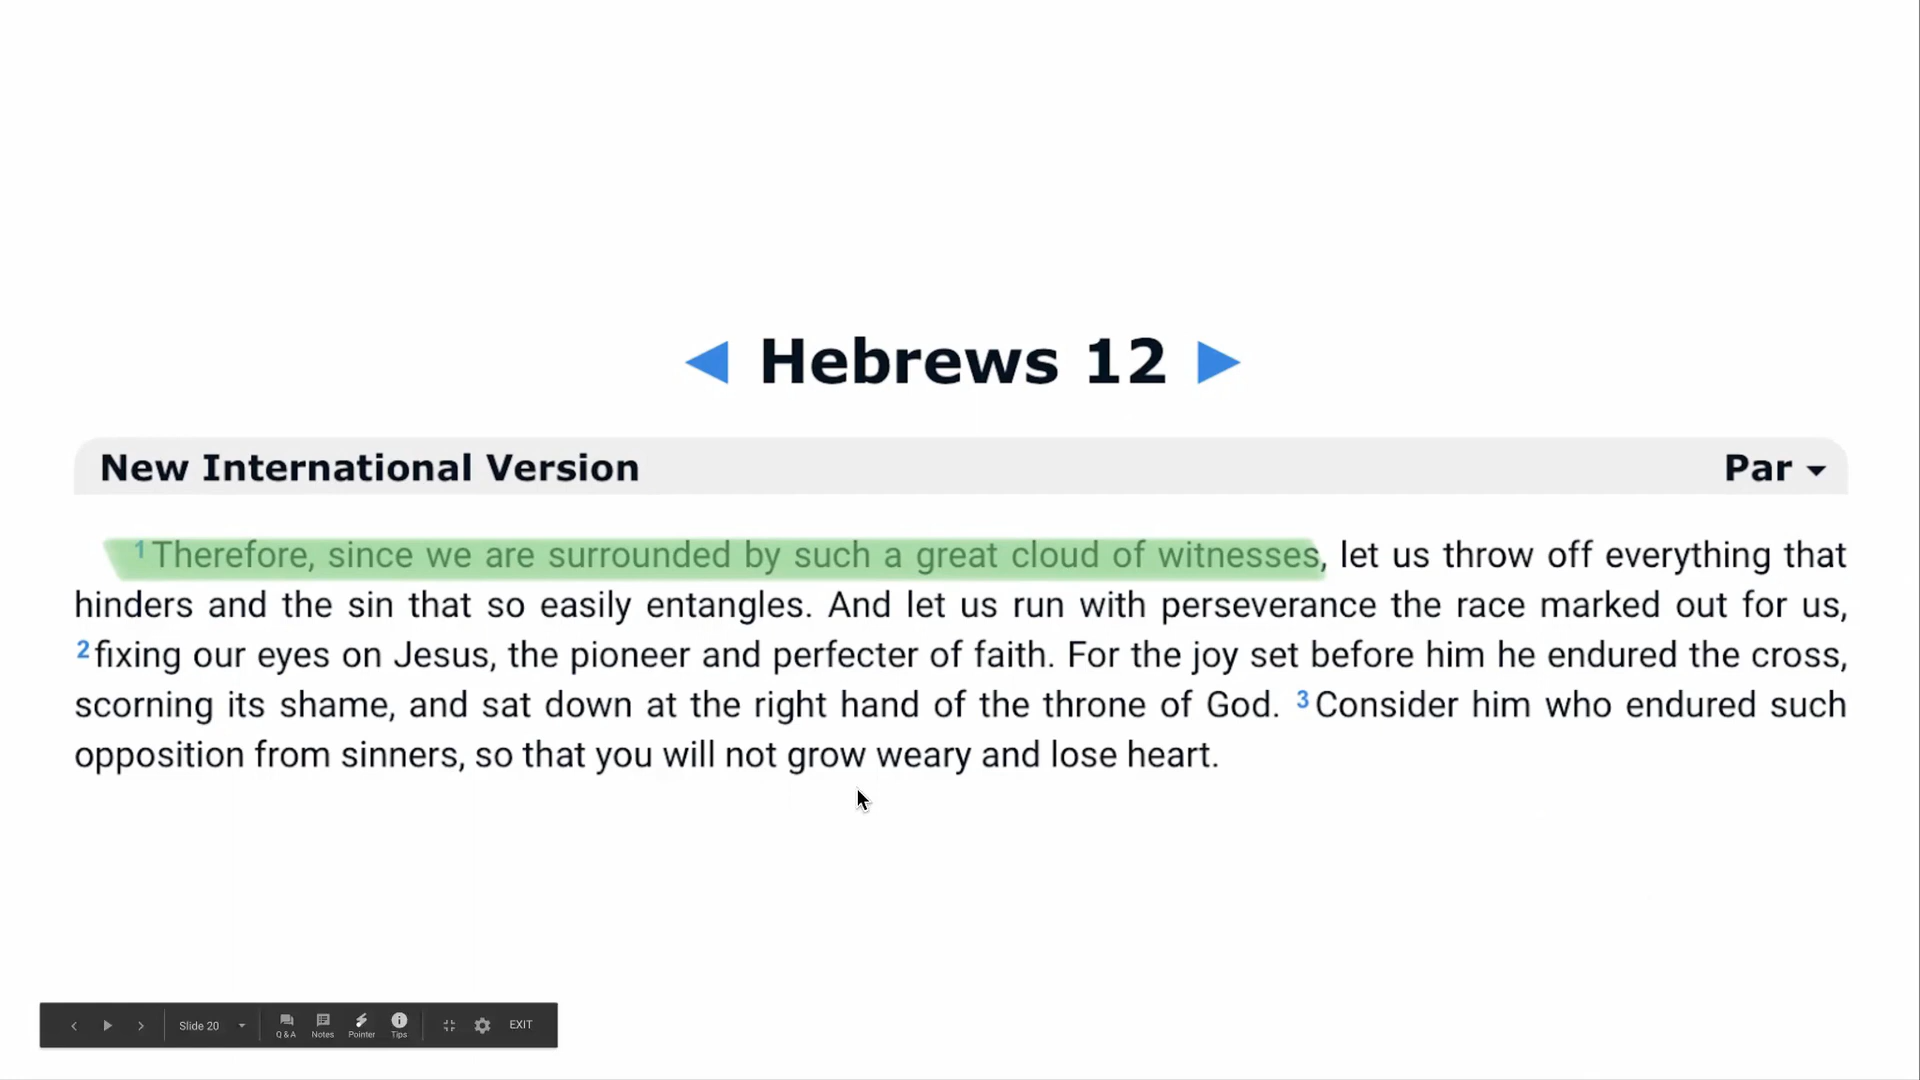 Hebrews 12
New International Version Par
1 Therefore, since we are surrounded by such a great cloud of witnesses, let us throw off everything that
hinders and the sin that so easily entangles. And let us run with perseverance the race marked out for us,
2 fixing our eyes on Jesus, the pioneer and perfecter of faith. For the joy set before him he endured the cross,
scorning its shame, and sat down at the right hand of the throne of God. 3 Consider him who endured such
opposition from sinners, so that you will not grow weary and lose heart.
Slide 20 Q & A Notes Pointer Tips EXIT